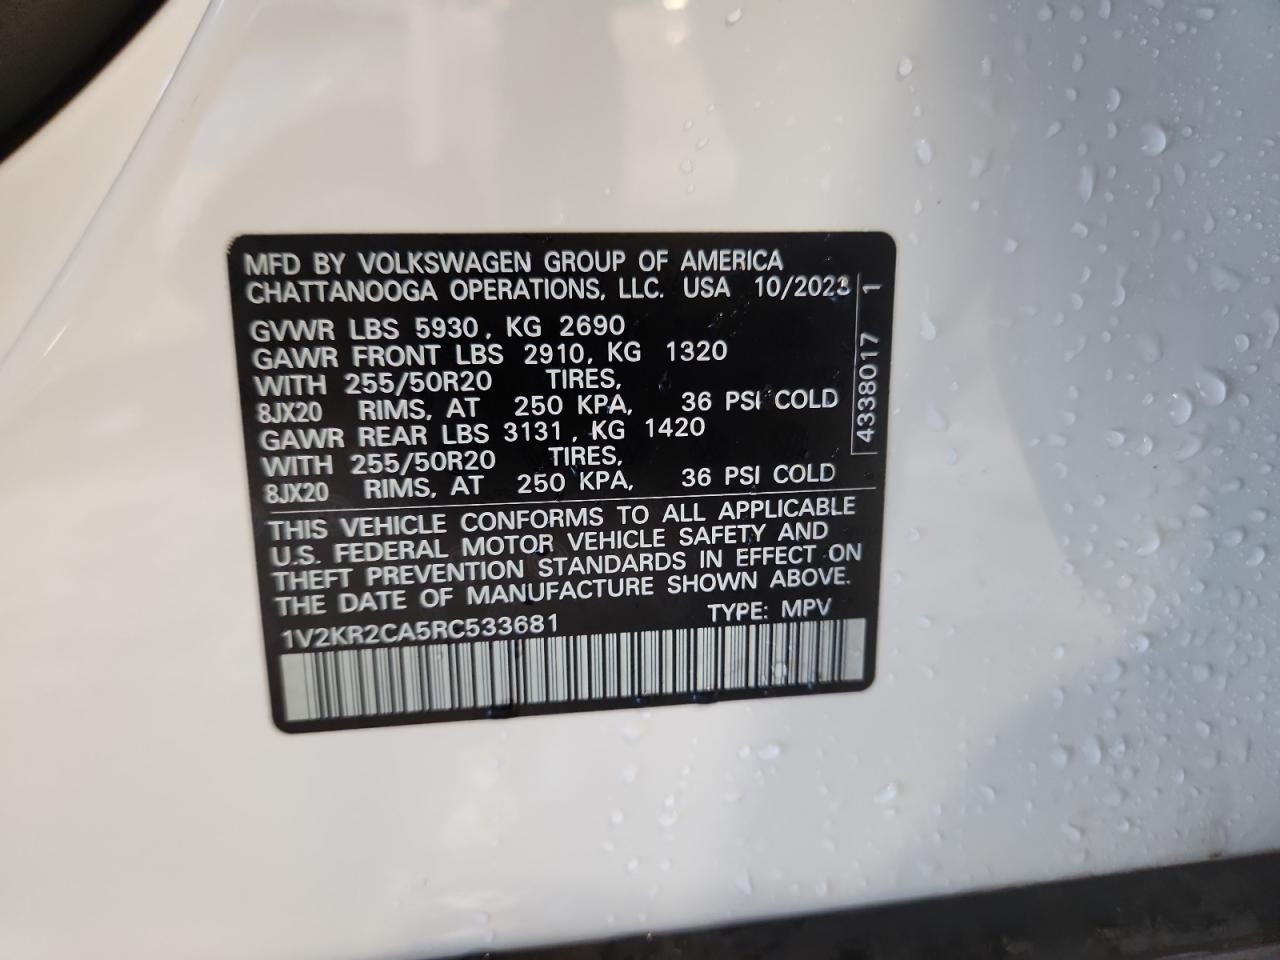 MFD BY VOLKSWAGEN GROUP OF AMERICA
CHATTANOOGA OPERATIONS, LLC. USA 10/2023
GVWR LBS 5930, KG 2690
GAWR FRONT LBS 2910, KG 1320
WITH 255/50R20 TIRES,
8JX20 RIMS, AT 250 KPA, 36 PSI COLD
GAWR REAR LBS 3131, KG 1420
WITH 255/50R20 TIRES,
8JX20 RIMS, AT 250 KPA, 36 PSI COLD
THIS VEHICLE CONFORMS TO ALL APPLICABLE
U.S. FEDERAL MOTOR VEHICLE SAFETY AND
THEFT PREVENTION STANDARDS IN EFFECT ON
THE DATE OF MANUFACTURE SHOWN ABOVE.
1V2KR2CA5RC533681 TYPE: MPV
4338017 1